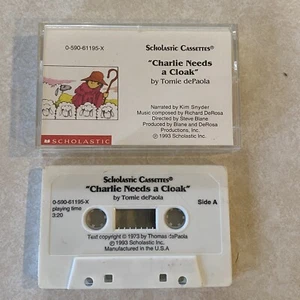 0-590-61195-X
Scholastic Cassettes®
"Charlie Needs
a Cloak"
by Tomie dePaola
Narrated by Kim Snyder
Music composed by Richard DeRosa
Directed by Steve Blane
Produced by Blane and DeRosa
Productions, Inc.
℗ 1993 Scholastic Inc.
SCHOLASTIC
Scholastic Cassettes®
"Charlie Needs a Cloak"
by Tomie dePaola
0-590-61195-X
playing time
3:20
Side A
Text copyright © 1973 by Thomas dePaola
℗ 1993 Scholastic Inc.
Manufactured in the U.S.A